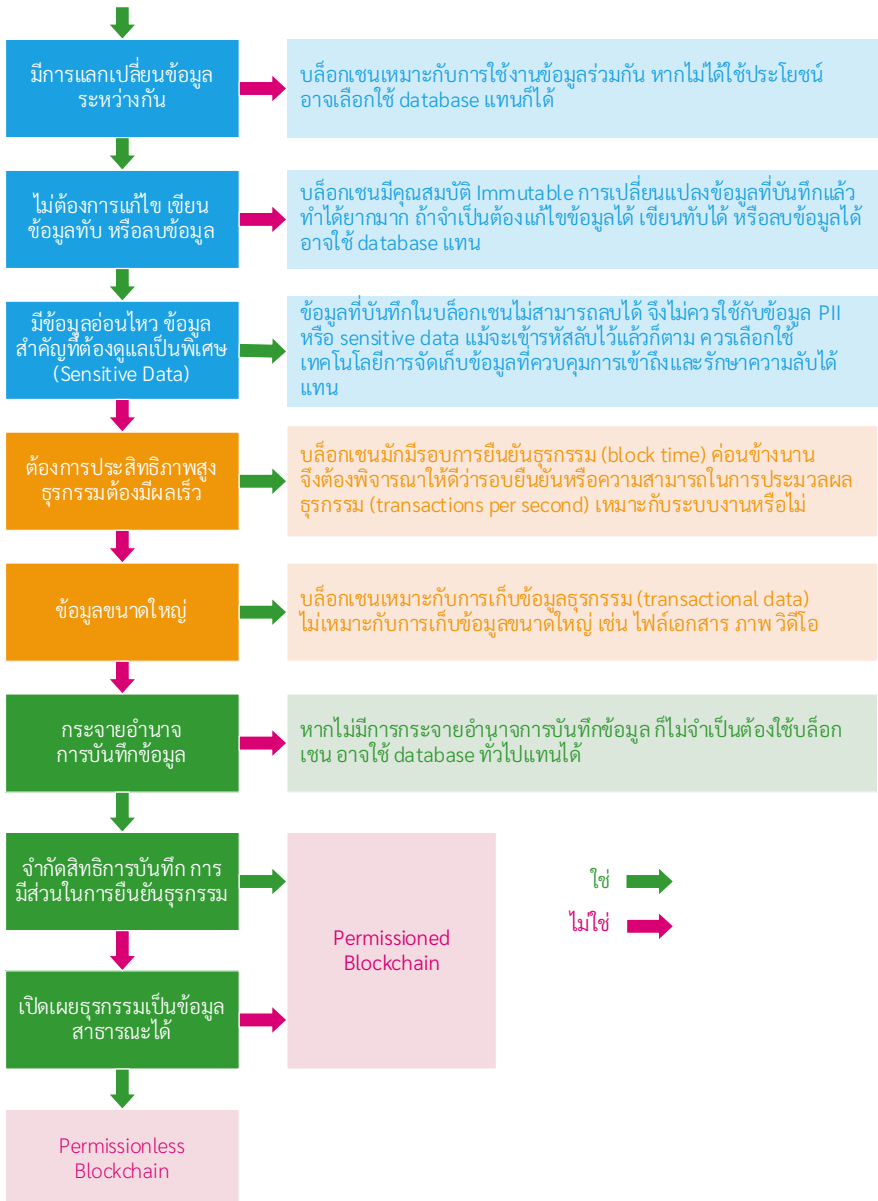 มีการแลกเปลี่ยนข้อมูล
ระหว่างกัน
บล็อกเชนเหมาะกับการใช้งานข้อมูลร่วมกัน หากไม่ได้ใช้ประโยชน์
อาจเลือกใช้ database แทนก็ได้
ไม่ต้องการแก้ไข เขียน
ข้อมูลทับ หรือลบข้อมูล
บล็อกเชนมีคุณสมบัติ Immutable การเปลี่ยนแปลงข้อมูลที่บันทึกแล้ว
ทำได้ยากมาก ถ้าจำเป็นต้องแก้ไขข้อมูลได้ เขียนทับได้ หรือลบข้อมูลได้
อาจใช้ database แทน
มีข้อมูลอ่อนไหว ข้อมูล
สำคัญที่ต้องดูแลเป็นพิเศษ
(Sensitive Data)
ข้อมูลที่บันทึกในบล็อกเชนไม่สามารถลบได้ จึงไม่ควรใช้กับข้อมูล PII
หรือ sensitive data แม้จะเข้ารหัสลับไว้แล้วก็ตาม ควรเลือกใช้
เทคโนโลยีการจัดเก็บข้อมูลที่ควบคุมการเข้าถึงและรักษาความลับได้
แทน
ต้องการประสิทธิภาพสูง
ธุรกรรมต้องมีผลเร็ว
บล็อกเชนมักมีรอบการยืนยันธุรกรรม (block time) ค่อนข้างนาน
จึงต้องพิจารณาให้ดีว่ารอบยืนยันหรือความสามารถในการประมวลผล
ธุรกรรม (transactions per second) เหมาะกับระบบงานหรือไม่
ข้อมูลขนาดใหญ่
บล็อกเชนเหมาะกับการเก็บข้อมูลธุรกรรม (transactional data)
ไม่เหมาะกับการเก็บข้อมูลขนาดใหญ่ เช่น ไฟล์เอกสาร ภาพ วิดีโอ
กระจายอำนาจ
การบันทึกข้อมูล
หากไม่มีการกระจายอำนาจการบันทึกข้อมูล ก็ไม่จำเป็นต้องใช้บล็อก
เชน อาจใช้ database ทั่วไปแทนได้
จำกัดสิทธิการบันทึก การ
มีส่วนในการยืนยันธุรกรรม
Permissioned
Blockchain
ใช่
ไม่ใช่
เปิดเผยธุรกรรมเป็นข้อมูล
สาธารณะได้
Permissionless
Blockchain